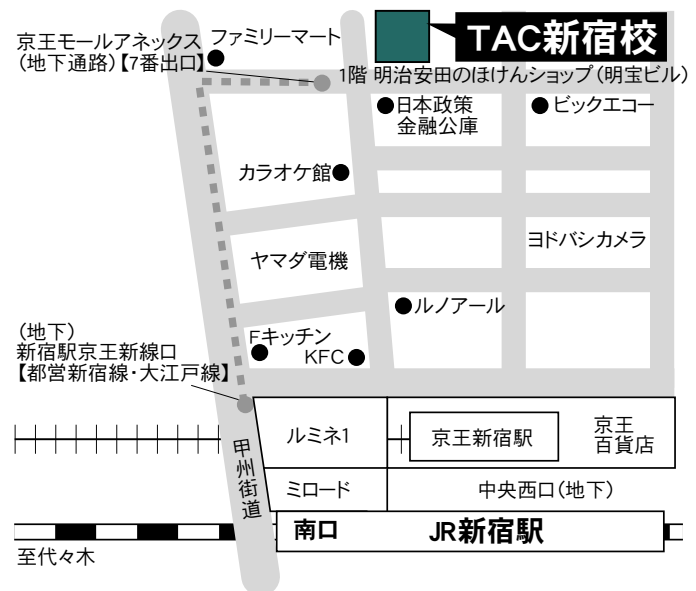 TAC新宿校
京王モールアネックス
(地下通路)【7番出口】
ファミリーマート
1階 明治安田のほけんショップ(明宝ビル)
日本政策
金融公庫
ビックエコー
カラオケ館
ヤマダ電機
ヨドバシカメラ
ルノアール
Fキッチン
KFC
(地下)
新宿駅京王新線口
【都営新宿線・大江戸線】
ルミネ1
京王新宿駅
京王
百貨店
甲州街道
ミロード
中央西口(地下)
南口
JR新宿駅
至代々木